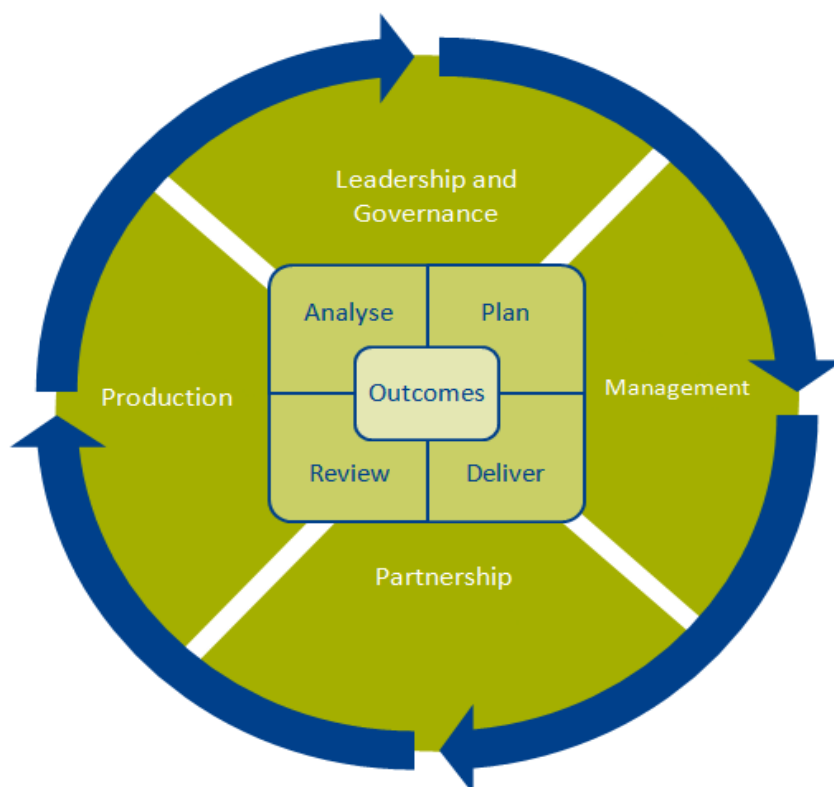 Leadership and
Governance
Analyse
Plan
Production
Outcomes
Management
Review
Deliver
Partnership